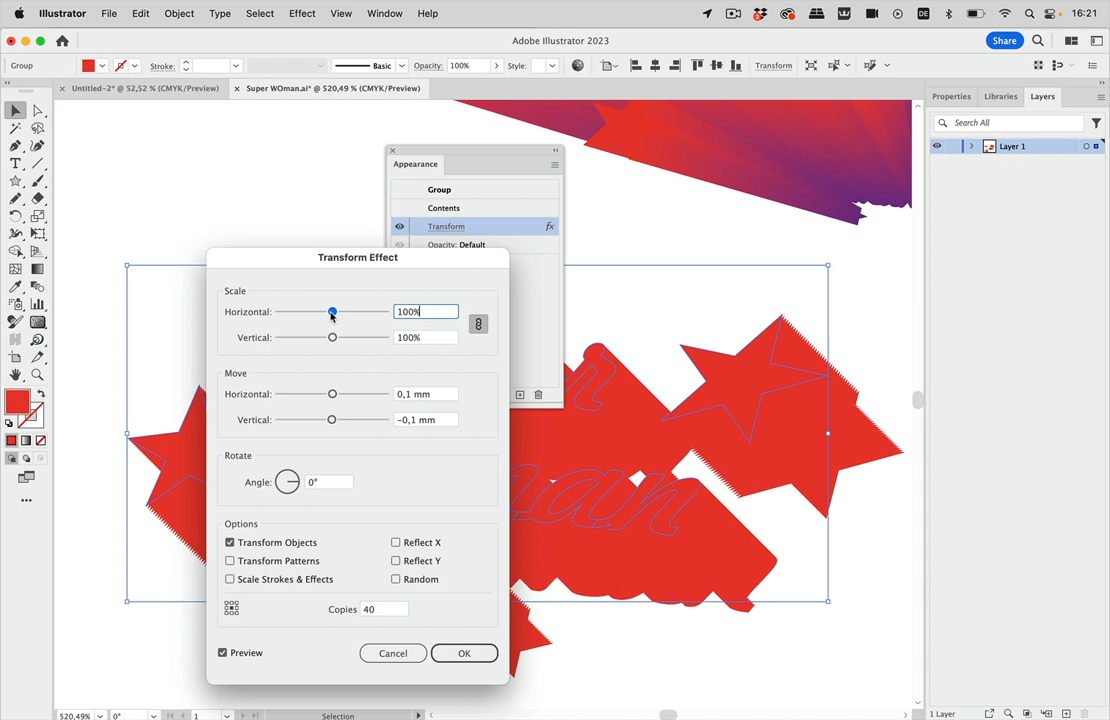 Illustrator File Edit Object Type Select Effect View Window Help DE 16:21
Adobe Illustrator 2023 Share
Group Stroke: Basic Opacity: 100% Style: Transform
Untitled-2* @ 52,52 % (CMYK/Preview) Super WOman.ai* @ 520,49 % (CMYK/Preview)
Properties Libraries Layers
Search All
Layer 1
Appearance
Group
Contents
Transform fx
Opacity: Default
Transform Effect
Scale
Horizontal: 100%
Vertical: 100%
Move
Horizontal: 0,1 mm
Vertical: −0,1 mm
Rotate
Angle: 0°
Options
Transform Objects Reflect X
Transform Patterns Reflect Y
Scale Strokes & Effects Random
Copies 40
Preview Cancel OK
r
man
520,49% 0° 1 Selection 1 Layer